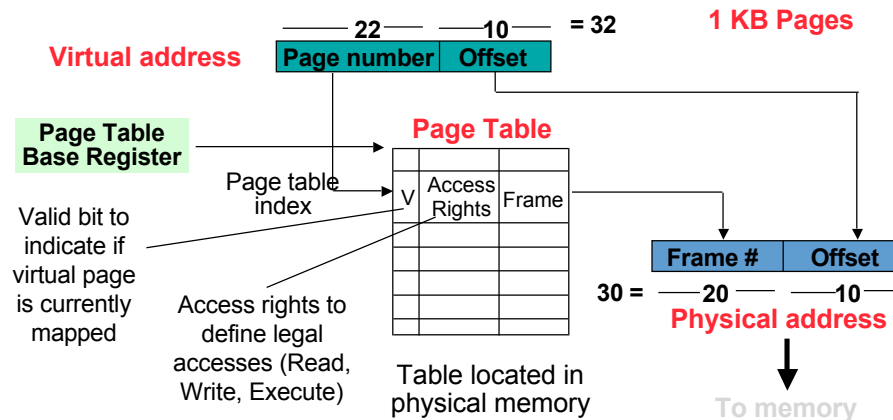 22 10 = 32 1 KB Pages
Virtual address Page number Offset
Page Table
Base Register
Page Table
Page table
index
V Access
Rights Frame
Valid bit to
indicate if
virtual page
is currently
mapped
Access rights to
define legal
accesses (Read,
Write, Execute)
Table located in
physical memory
Frame # Offset
30 = 20 10
Physical address
To memory